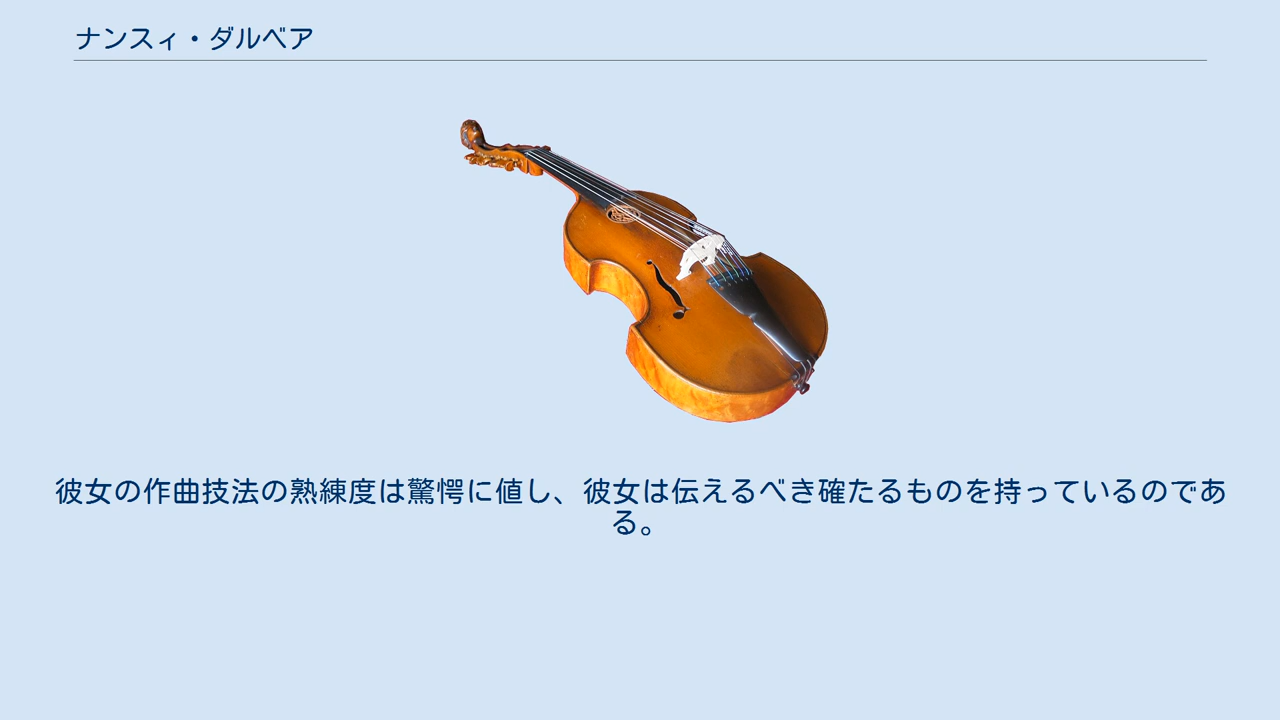 ナンスィ・ダルベア
彼女の作曲技法の熟練度は驚愕に値し、彼女は伝えるべき確たるものを持っているのであ
る。